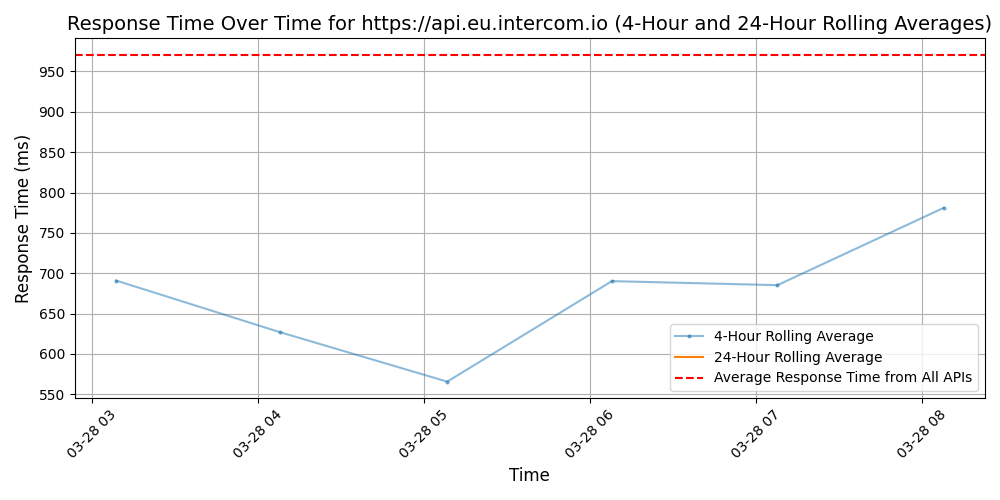 Response Time Over Time for https://api.eu.intercom.io (4-Hour and 24-Hour Rolling Averages)
Response Time (ms)
950
900
850
800
750
700
650
600
550
4-Hour Rolling Average
24-Hour Rolling Average
Average Response Time from All APIs
03-28 03
03-28 04
03-28 05
03-28 06
03-28 07
03-28 08
Time